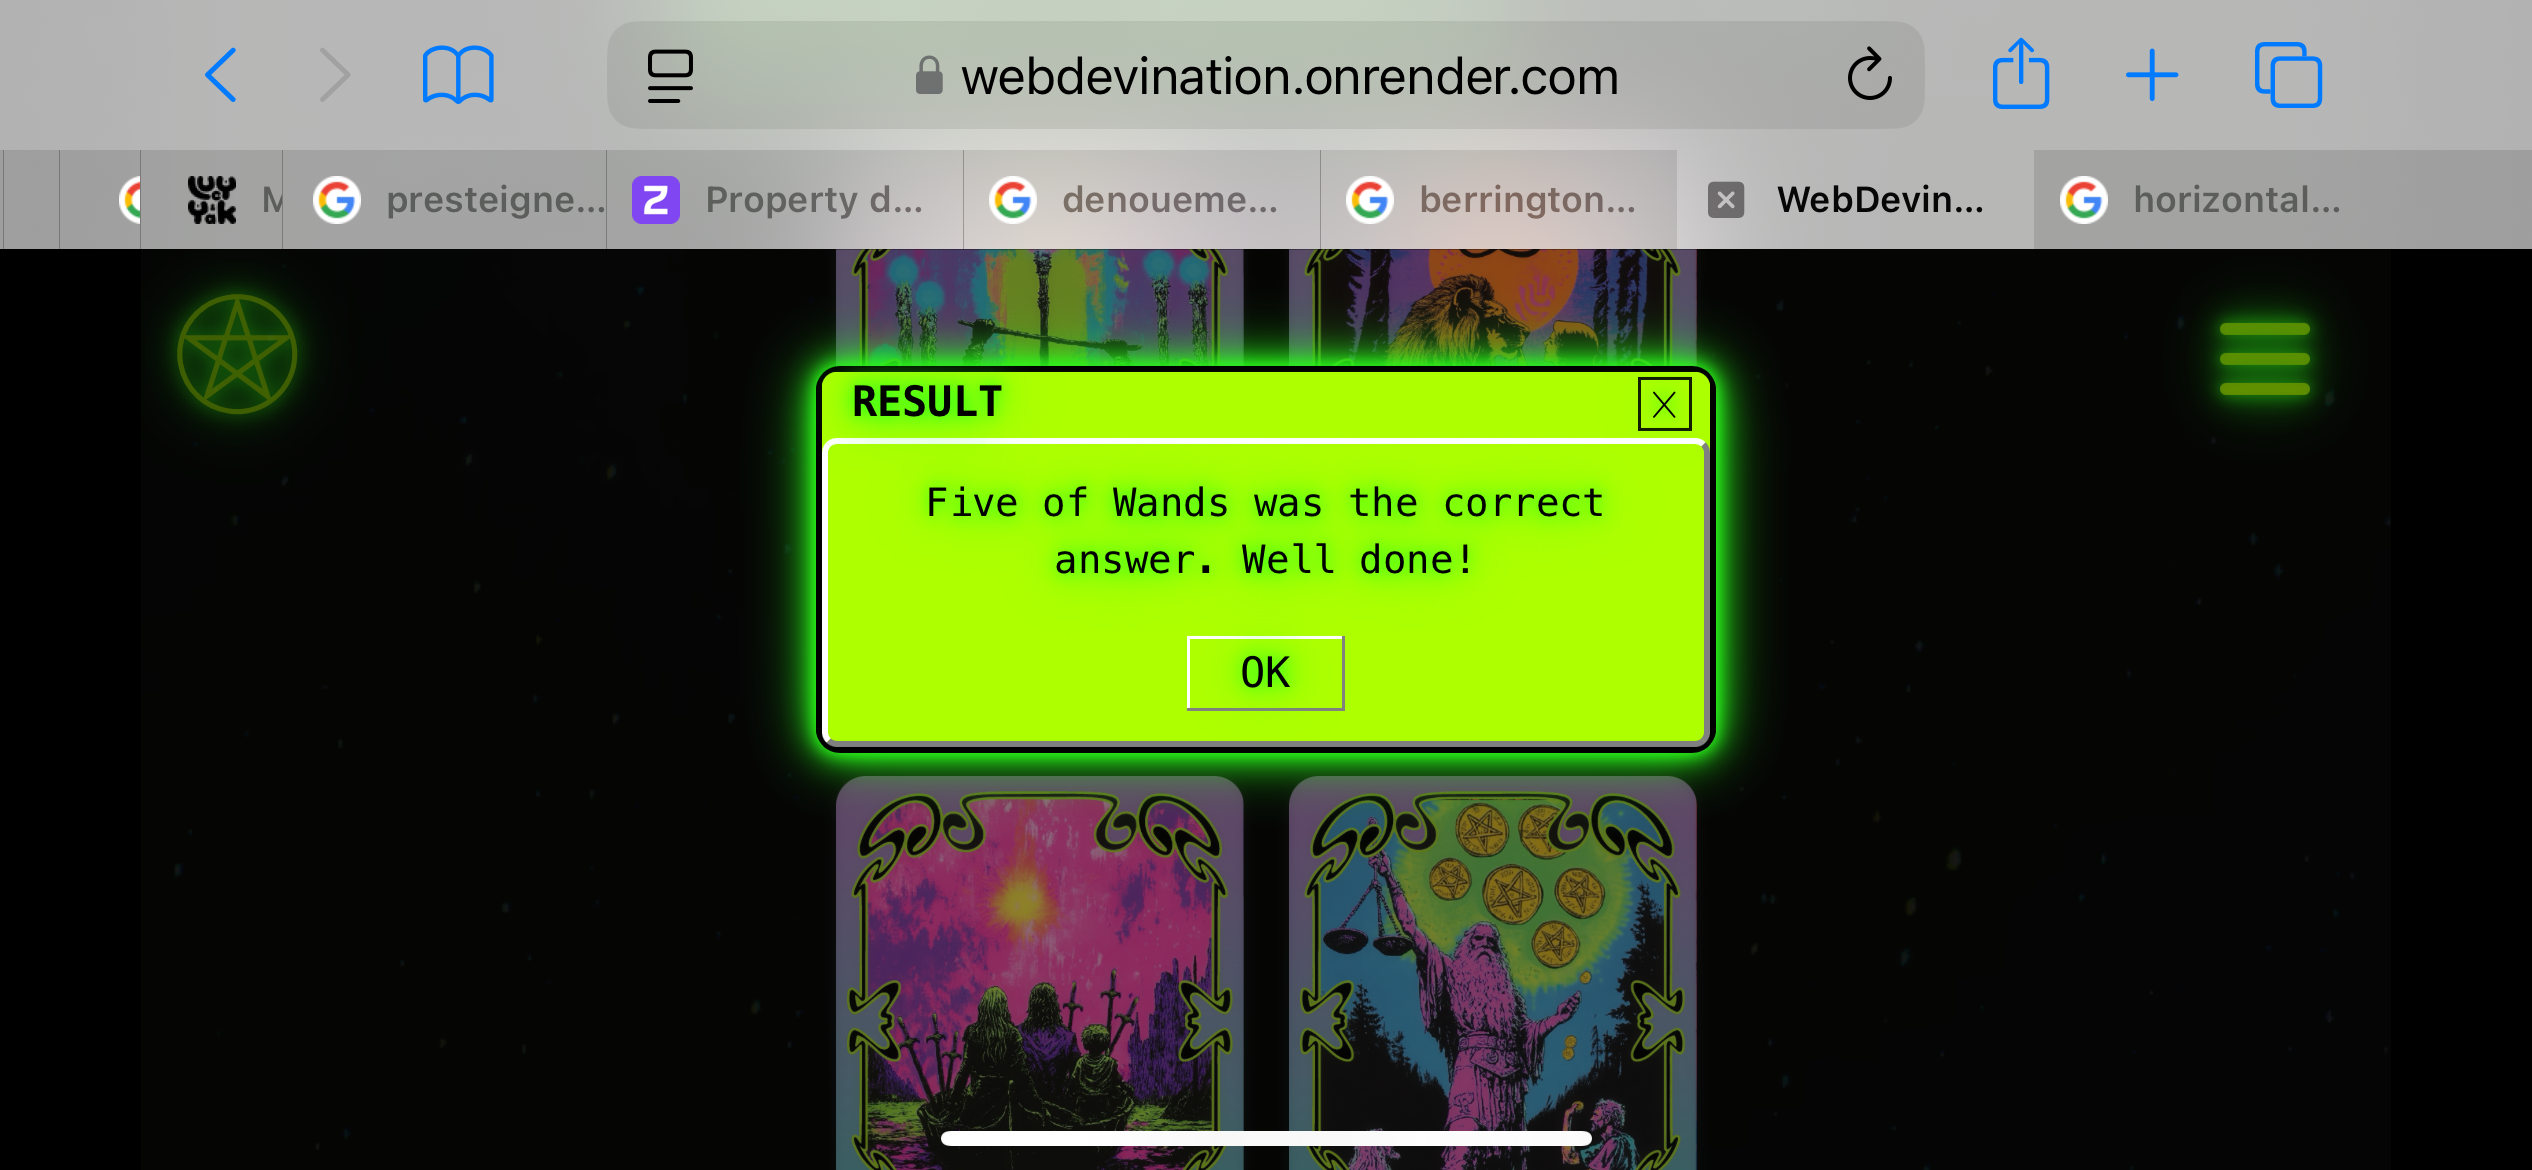 webdevination.onrender.com
M
presteigne...
Property d...
denoueme...
berrington...
WebDevin...
horizontal...
RESULT
Five of Wands was the correct
answer. Well done!
OK